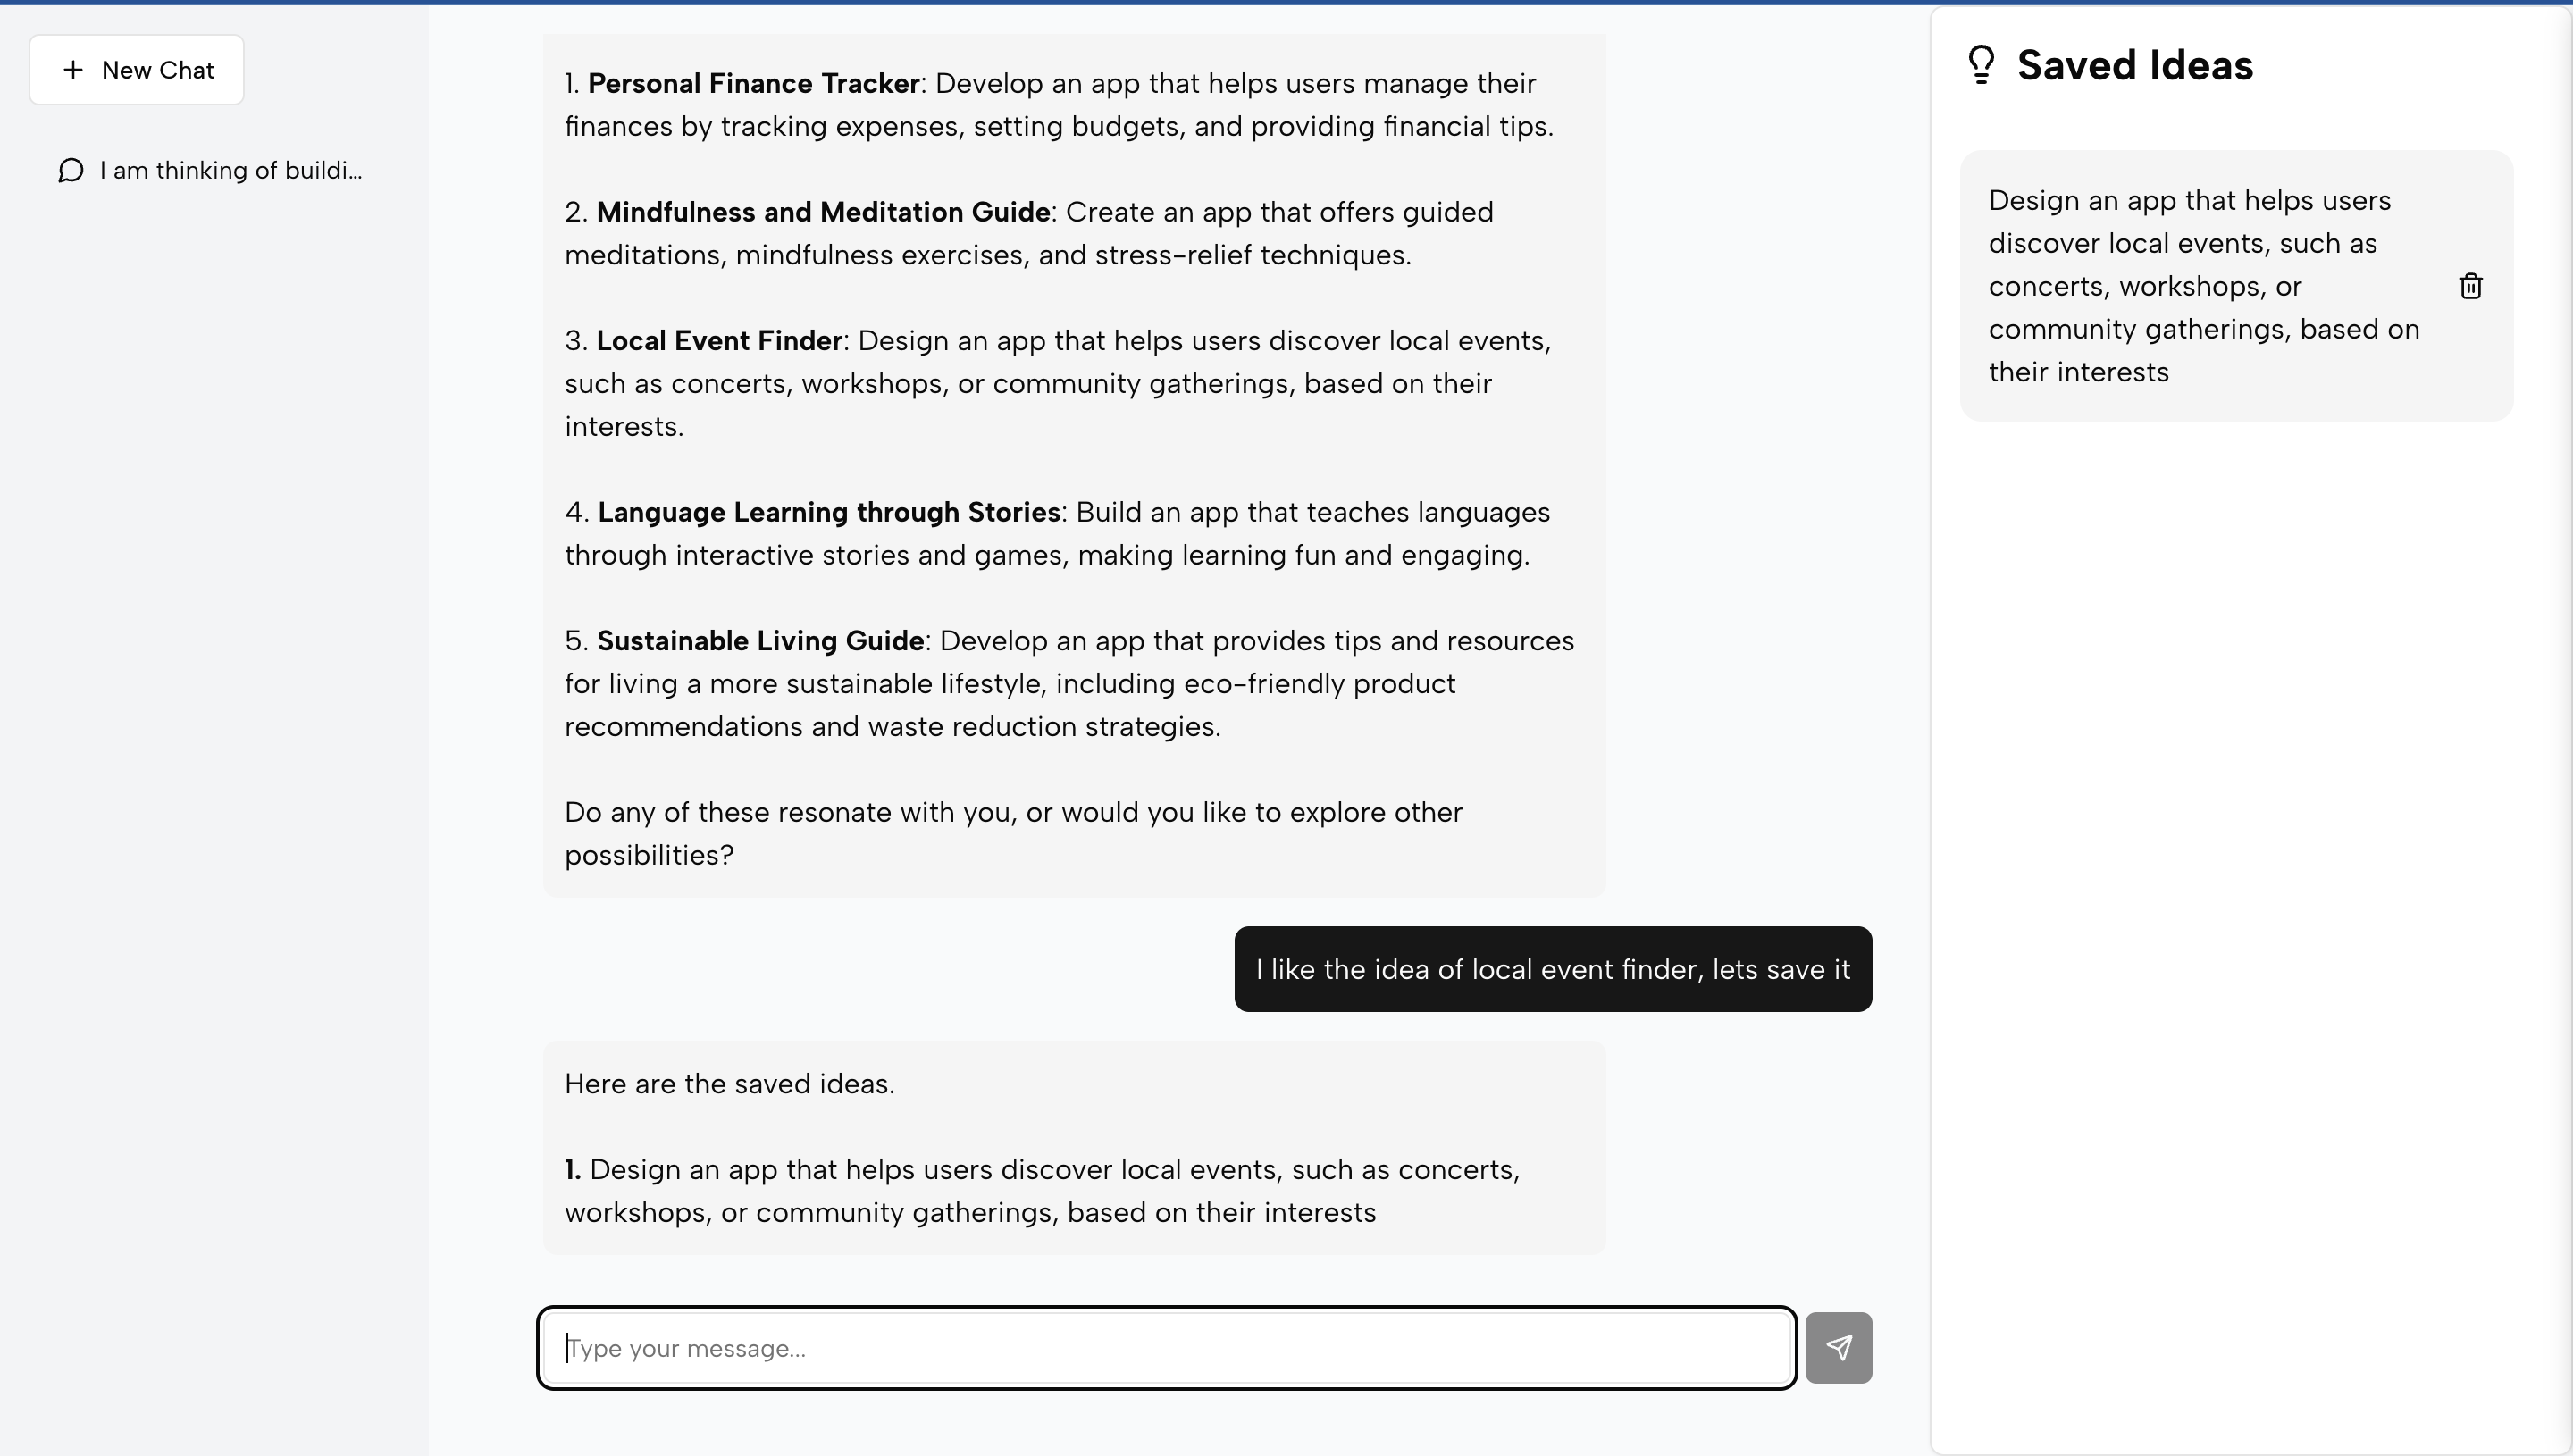 New Chat
I am thinking of buildi...
1. Personal Finance Tracker: Develop an app that helps users manage their
finances by tracking expenses, setting budgets, and providing financial tips.
2. Mindfulness and Meditation Guide: Create an app that offers guided
meditations, mindfulness exercises, and stress-relief techniques.
3. Local Event Finder: Design an app that helps users discover local events,
such as concerts, workshops, or community gatherings, based on their
interests.
4. Language Learning through Stories: Build an app that teaches languages
through interactive stories and games, making learning fun and engaging.
5. Sustainable Living Guide: Develop an app that provides tips and resources
for living a more sustainable lifestyle, including eco-friendly product
recommendations and waste reduction strategies.
Do any of these resonate with you, or would you like to explore other
possibilities?
I like the idea of local event finder, lets save it
Here are the saved ideas.
1. Design an app that helps users discover local events, such as concerts,
workshops, or community gatherings, based on their interests
Type your message...
Saved Ideas
Design an app that helps users
discover local events, such as
concerts, workshops, or
community gatherings, based on
their interests